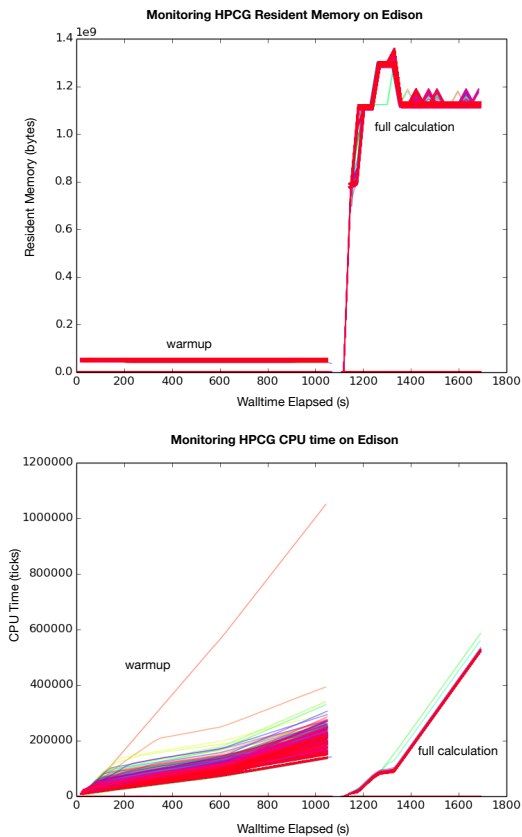 Monitoring HPCG Resident Memory on Edison
1e9
1.4
1.2
1.0
0.8
0.6
0.4
0.2
0.0
Resident Memory (bytes)
full calculation
warmup
0 200 400 600 800 1000 1200 1400 1600 1800
Walltime Elapsed (s)
Monitoring HPCG CPU time on Edison
1200000
1000000
800000
600000
400000
200000
0
CPU Time (ticks)
warmup
full calculation
0 200 400 600 800 1000 1200 1400 1600 1800
Walltime Elapsed (s)